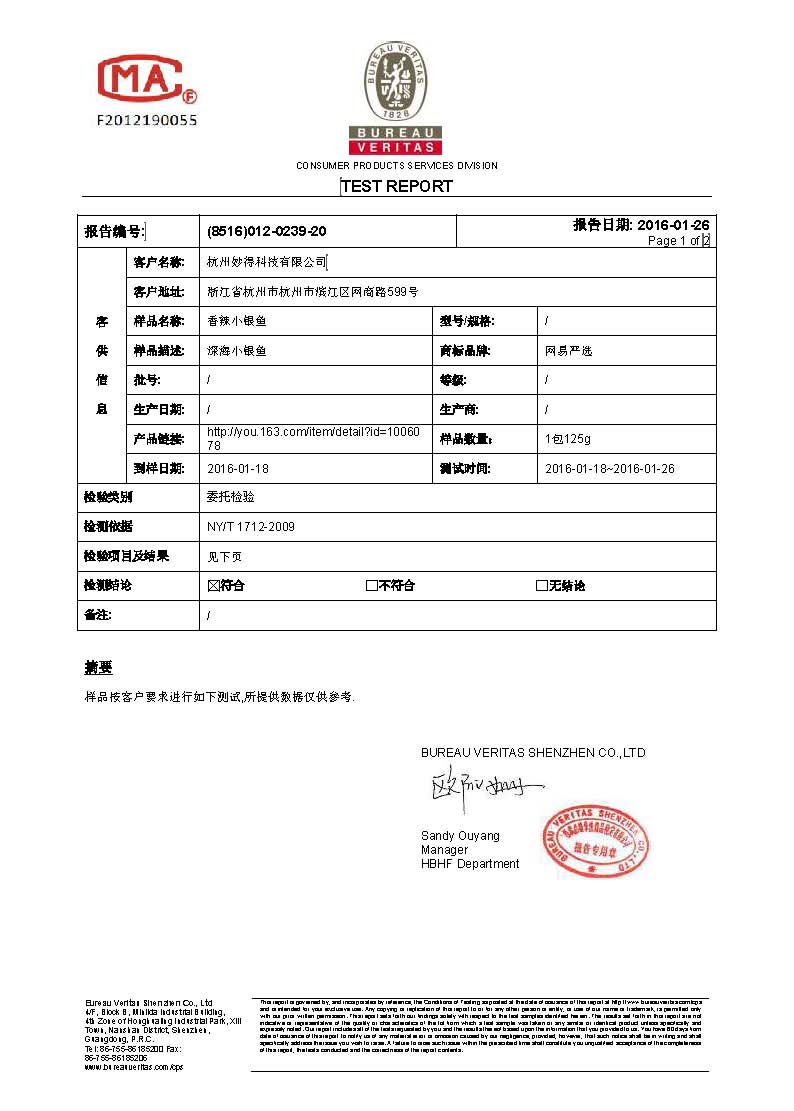 CMA®
F2012190055
BUREAU VERITAS
1828
BUREAU
VERITAS
CONSUMER PRODUCTS SERVICES DIVISION
TEST REPORT
报告编号: (8516)012-0239-20 报告日期: 2016-01-26
Page 1 of 2
客供信息
客户名称: 杭州妙得科技有限公司
客户地址: 浙江省杭州市杭州市滨江区网商路599号
样品名称: 香辣小银鱼 型号/规格: /
样品描述: 深海小银鱼 商标品牌: 网易严选
批号: / 等级: /
生产日期: / 生产商: /
产品链接: http://you.163.com/item/detail?id=10060
78 样品数量: 1包125g
到样日期: 2016-01-18 测试时间: 2016-01-18~2016-01-26
检验类别 委托检验
检测依据 NY/T 1712-2009
检验项目及结果 见下页
检测结论 ☒符合 ☐不符合 ☐无结论
备注: /
摘要
样品按客户要求进行如下测试,所提供数据仅供参考.
BUREAU VERITAS SHENZHEN CO.,LTD
Sandy Ouyang
Manager
HBHF Department
BUREAU VERITAS SHENZHEN CO., LTD
报告专用章
Bureau Veritas Shenzhen Co., Ltd
4/F, Block B, Minilca Industrial Building,
4th Zone of Honghualing Industrial Park, Xili
Town, Nanshan District, Shenzhen,
Guangdong, P.R.C.
Tel: 86-755-86185200 Fax:
86-755-86185206
www.bureauveritas.com/cps
This report is governed by, and incorporates by reference, the Conditions of Testing as posted at the date of issuance of this report at http://www.bureauveritas.com/cps
and is intended for your exclusive use. Any copying or replication of this report to or for any other person or entity, or use of our name or trademark, is permitted only
with our prior written permission. This report sets forth our findings solely with respect to the test samples identified herein. The results set forth in this report are not
indicative or representative of the quality or characteristics of the lot from which a test sample was taken or any similar or identical product unless specifically and
expressly noted. Our report includes all of the tests requested by you and the results thereof based upon the information that you provided to us. You have 60 days from
date of issuance of this report to notify us of any material error or omission caused by our negligence, provided, however, that such notice shall be in writing and shall
specifically address the issue you wish to raise. A failure to raise such issue within the prescribed time shall constitute you unqualified acceptance of the completeness
of this report, the tests conducted and the correctness of the report contents.